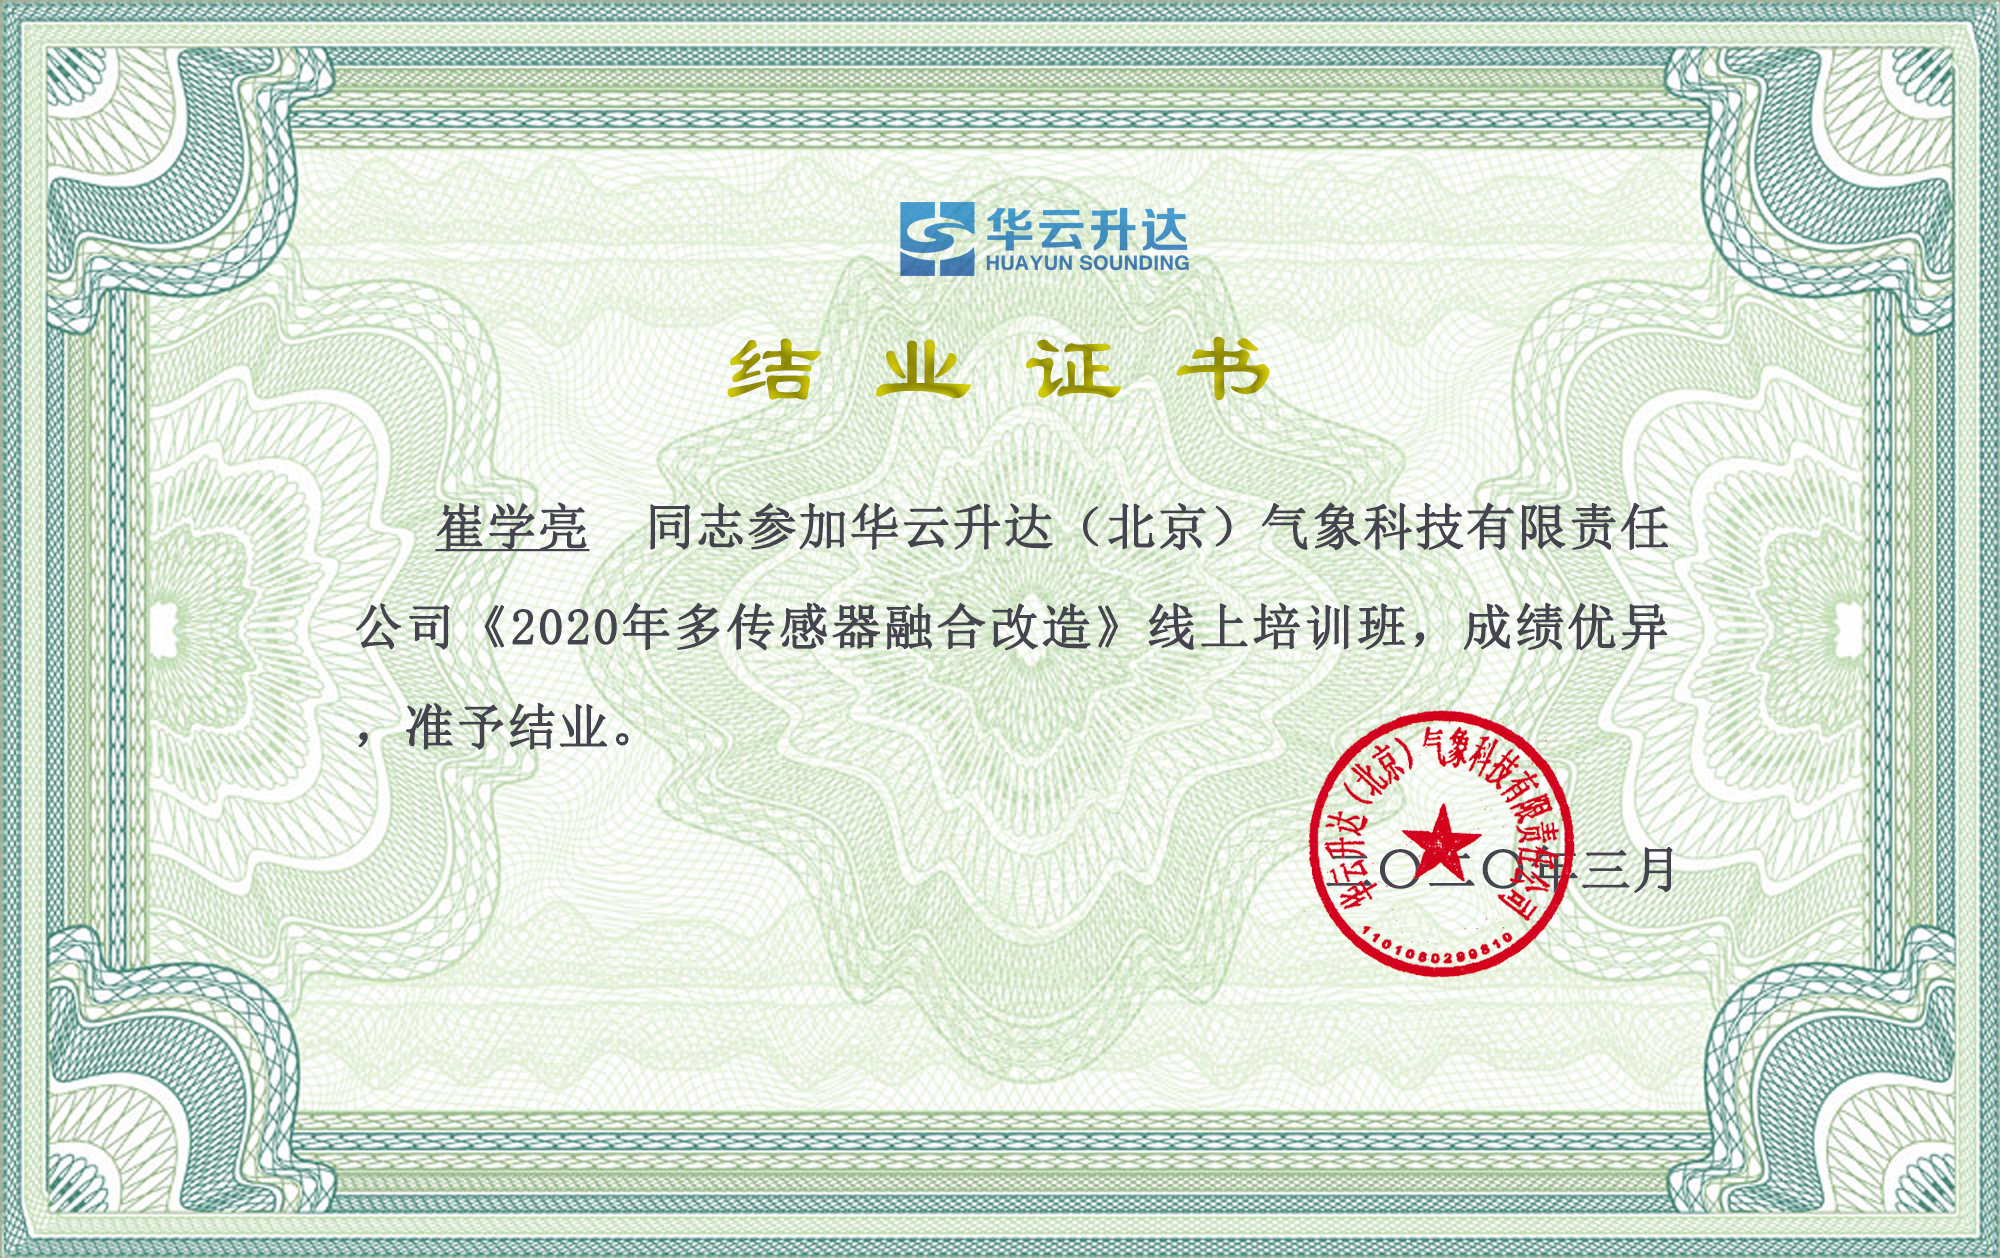 华云升达
HUAYUN SOUNDING
结业证书
崔学亮 同志参加华云升达（北京）气象科技有限责任
公司《2020年多传感器融合改造》线上培训班，成绩优异
，准予结业。
华云升达（北京）气象科技有限责任公司
二〇二〇年三月
1101080299810